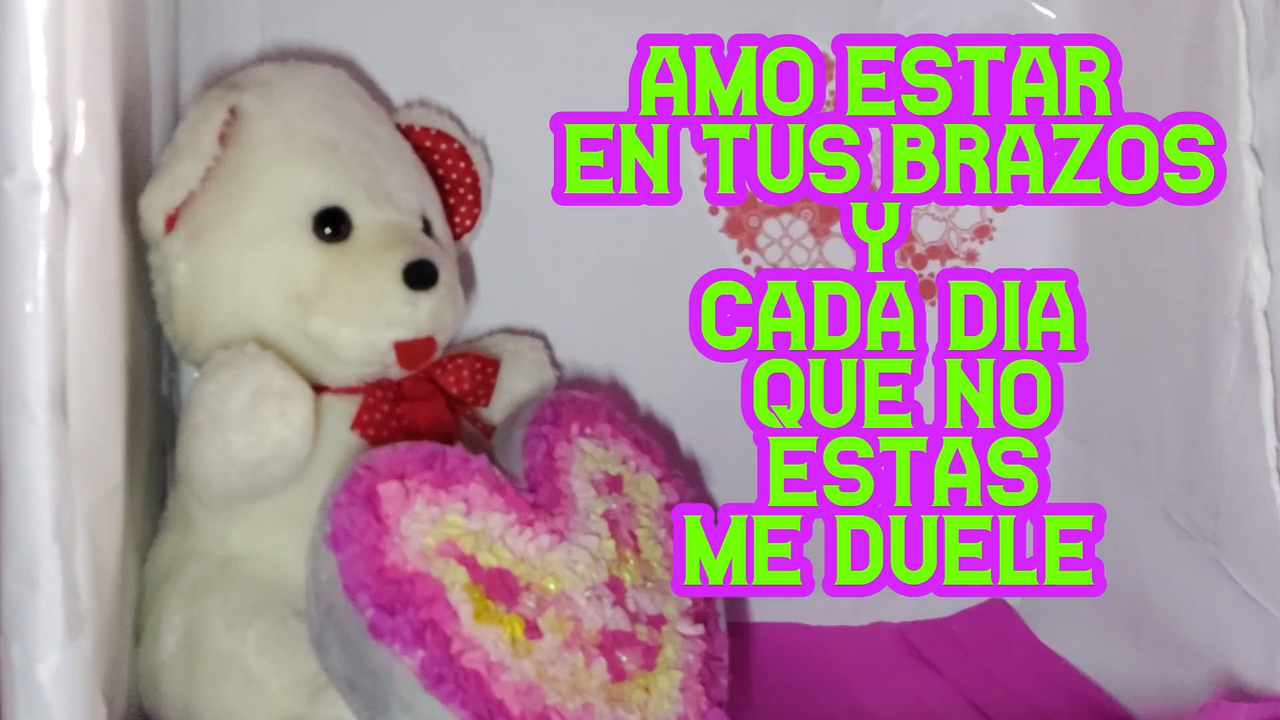 AMO ESTAR
EN TUS BRAZOS
Y
CADA DIA
QUE NO
ESTAS
ME DUELE